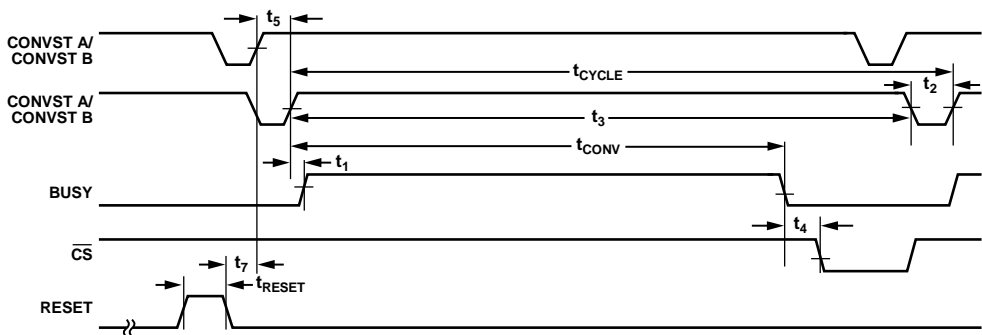 t5
CONVST A/
CONVST B
tCYCLE
t2
CONVST A/
CONVST B
t3
tCONV
t1
BUSY
t4
CS
t7
tRESET
RESET